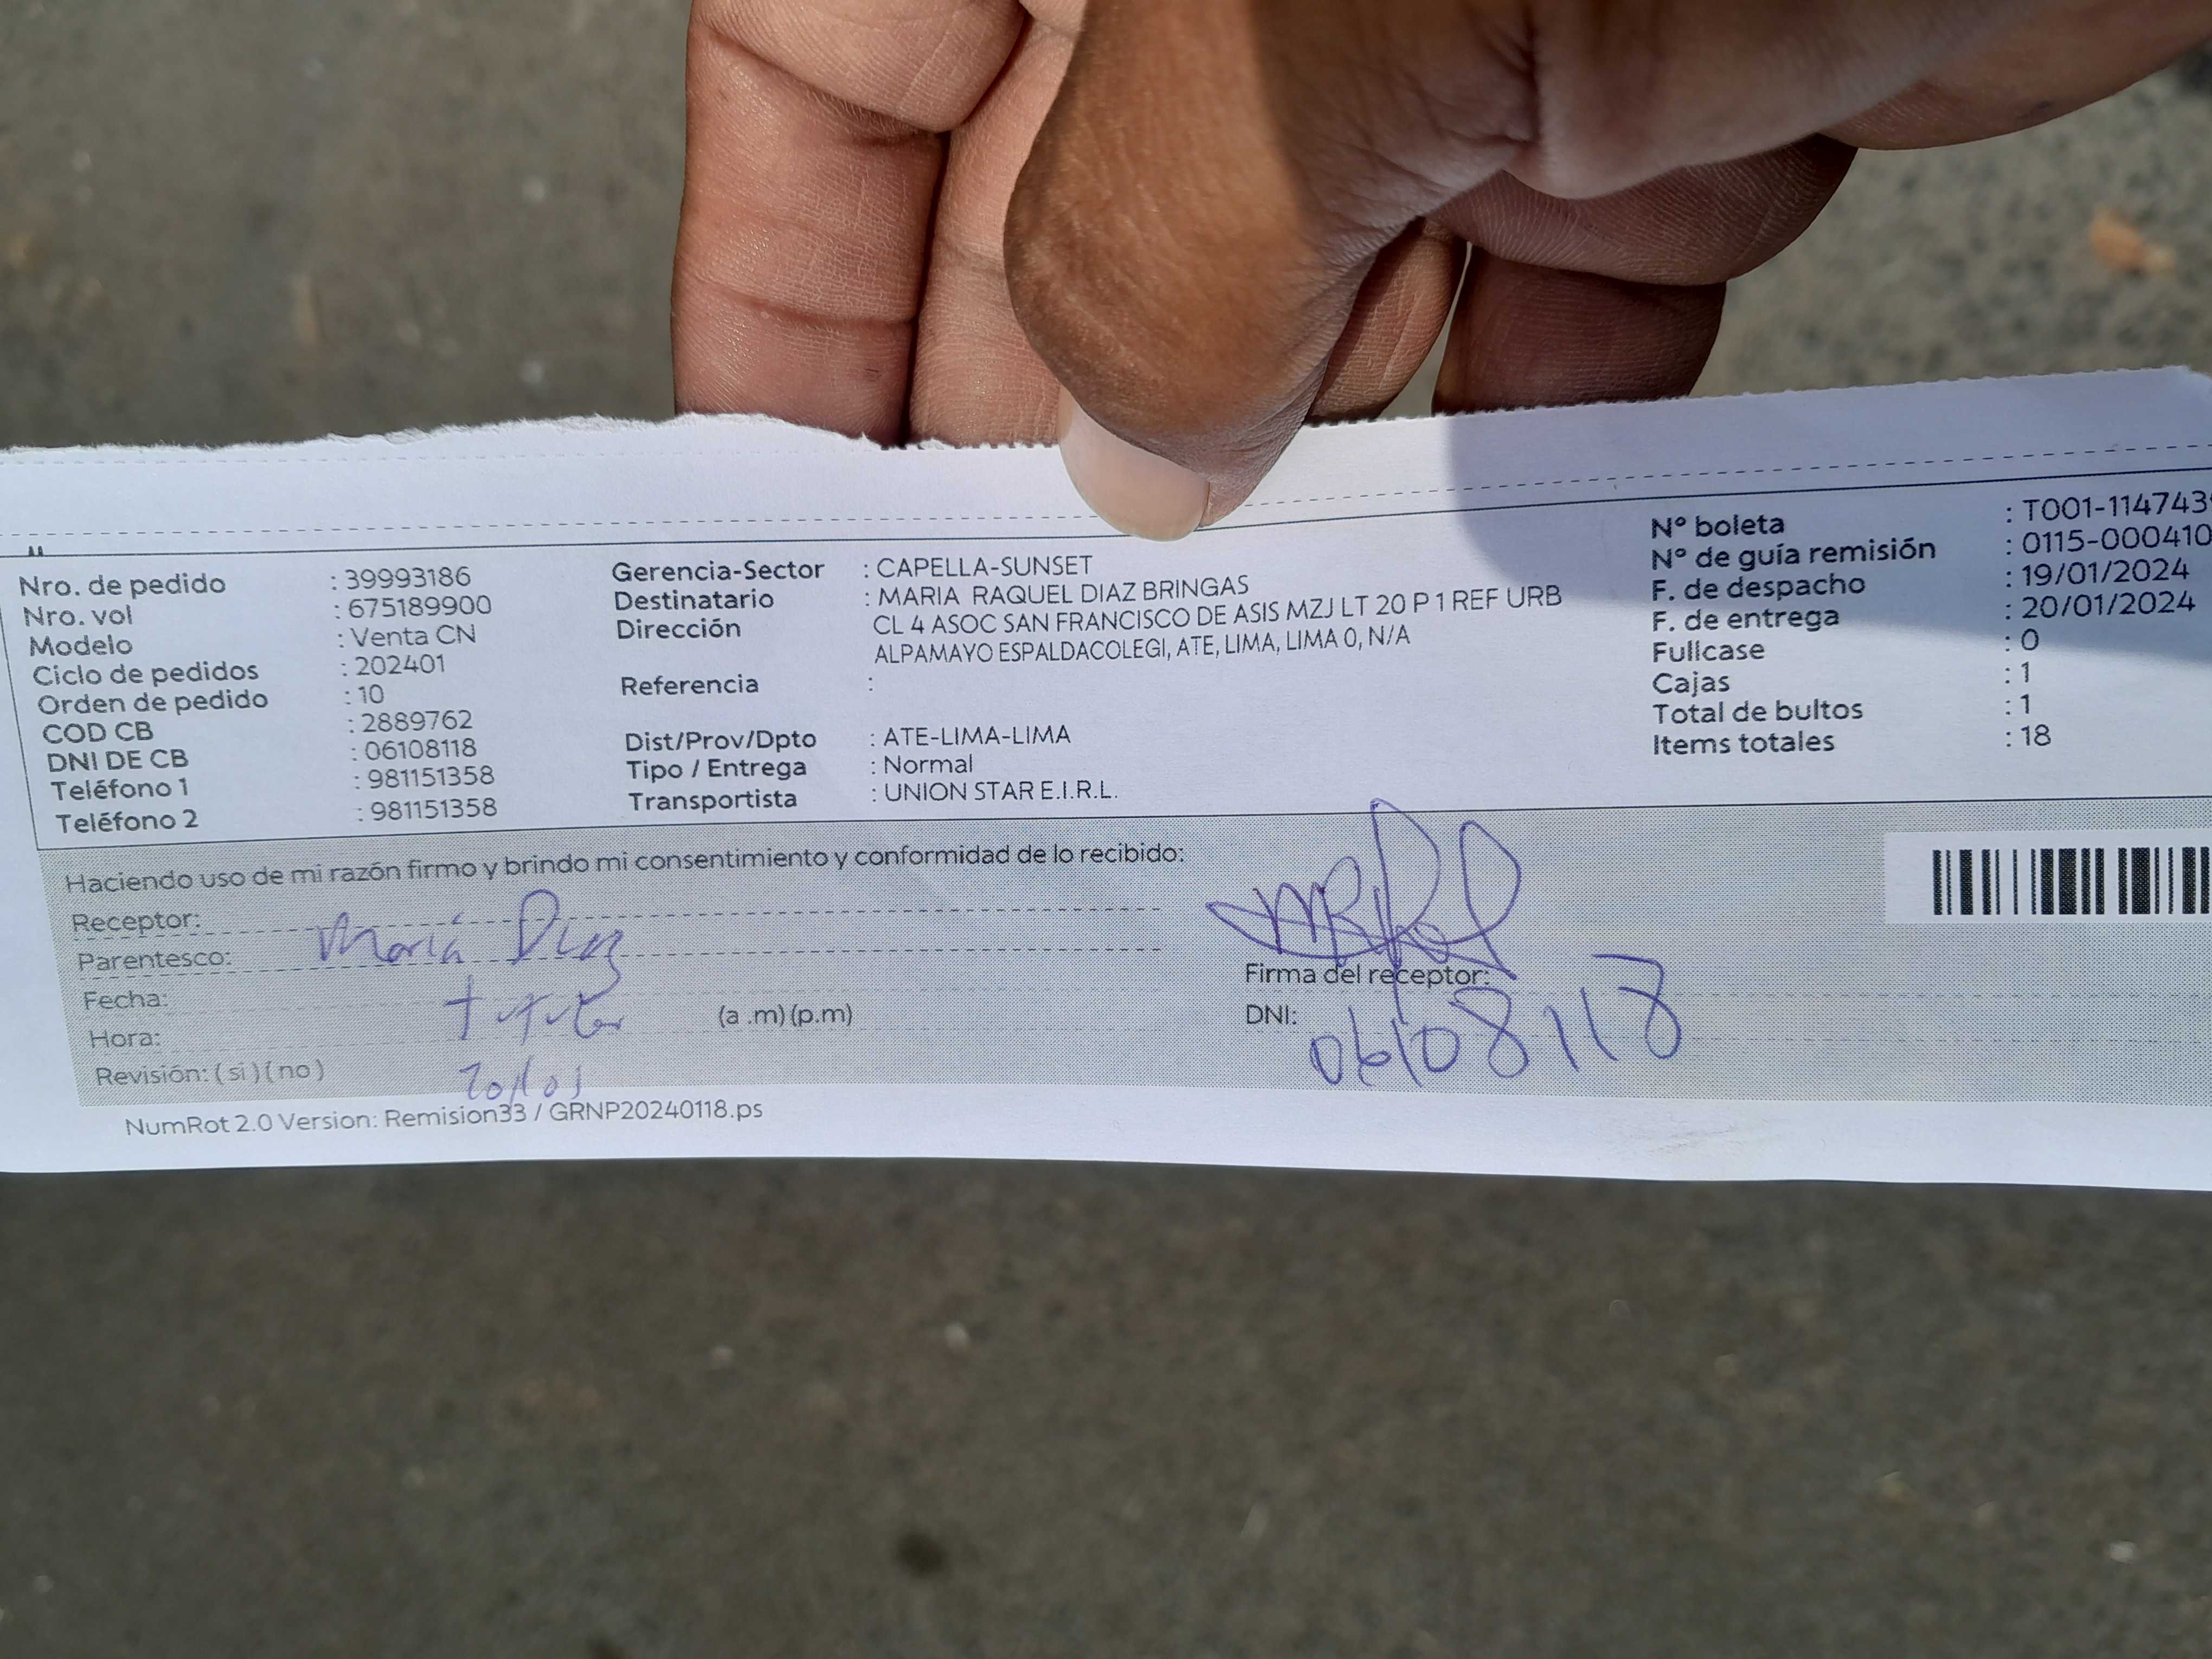 Nro. de pedido : 39993186
Nro. vol : 675189900
Modelo : Venta CN
Ciclo de pedidos : 202401
Orden de pedido : 10
COD CB : 2889762
DNI DE CB : 06108118
Teléfono 1 : 981151358
Teléfono 2 : 981151358
Gerencia-Sector : CAPELLA-SUNSET
Destinatario : MARIA RAQUEL DIAZ BRINGAS
Dirección CL 4 ASOC SAN FRANCISCO DE ASIS MZJ LT 20 P 1 REF URB
ALPAMAYO ESPALDACOLEGI, ATE, LIMA, LIMA 0, N/A
Referencia :
Dist/Prov/Dpto : ATE-LIMA-LIMA
Tipo / Entrega : Normal
Transportista : UNION STAR E.I.R.L.
N° boleta : T001-114743
N° de guía remisión : 0115-000410
F. de despacho : 19/01/2024
F. de entrega : 20/01/2024
Fullcase : 0
Cajas : 1
Total de bultos : 1
Items totales : 18
Haciendo uso de mi razón firmo y brindo mi consentimiento y conformidad de lo recibido:
Receptor: María Diaz
Parentesco:
Fecha:
Hora: (a .m) (p.m)
Revisión: ( si ) ( no )
Firma del receptor:
DNI: 06108118
NumRot 2.0 Version: Remision33 / GRNP20240118.ps